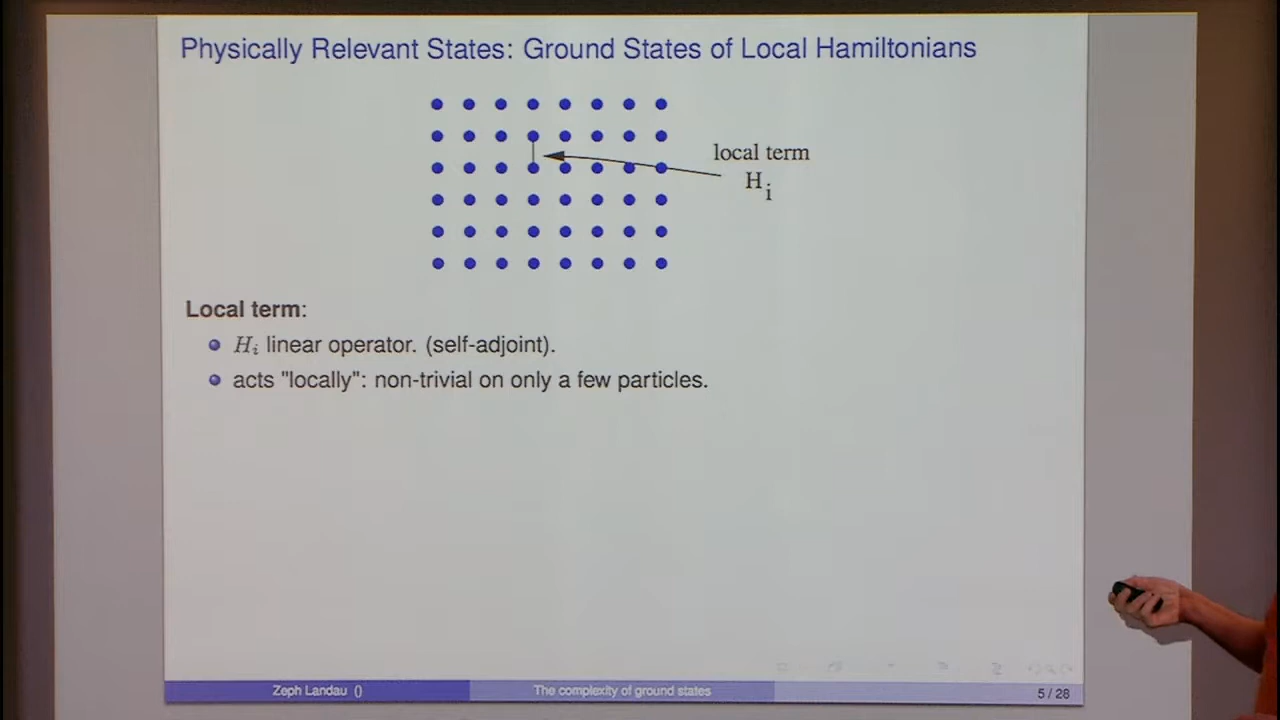 Physically Relevant States: Ground States of Local Hamiltonians
local term
H_i
Local term:
H_i linear operator. (self-adjoint).
acts "locally": non-trivial on only a few particles.
Zeph Landau ()
The complexity of ground states
5 / 28